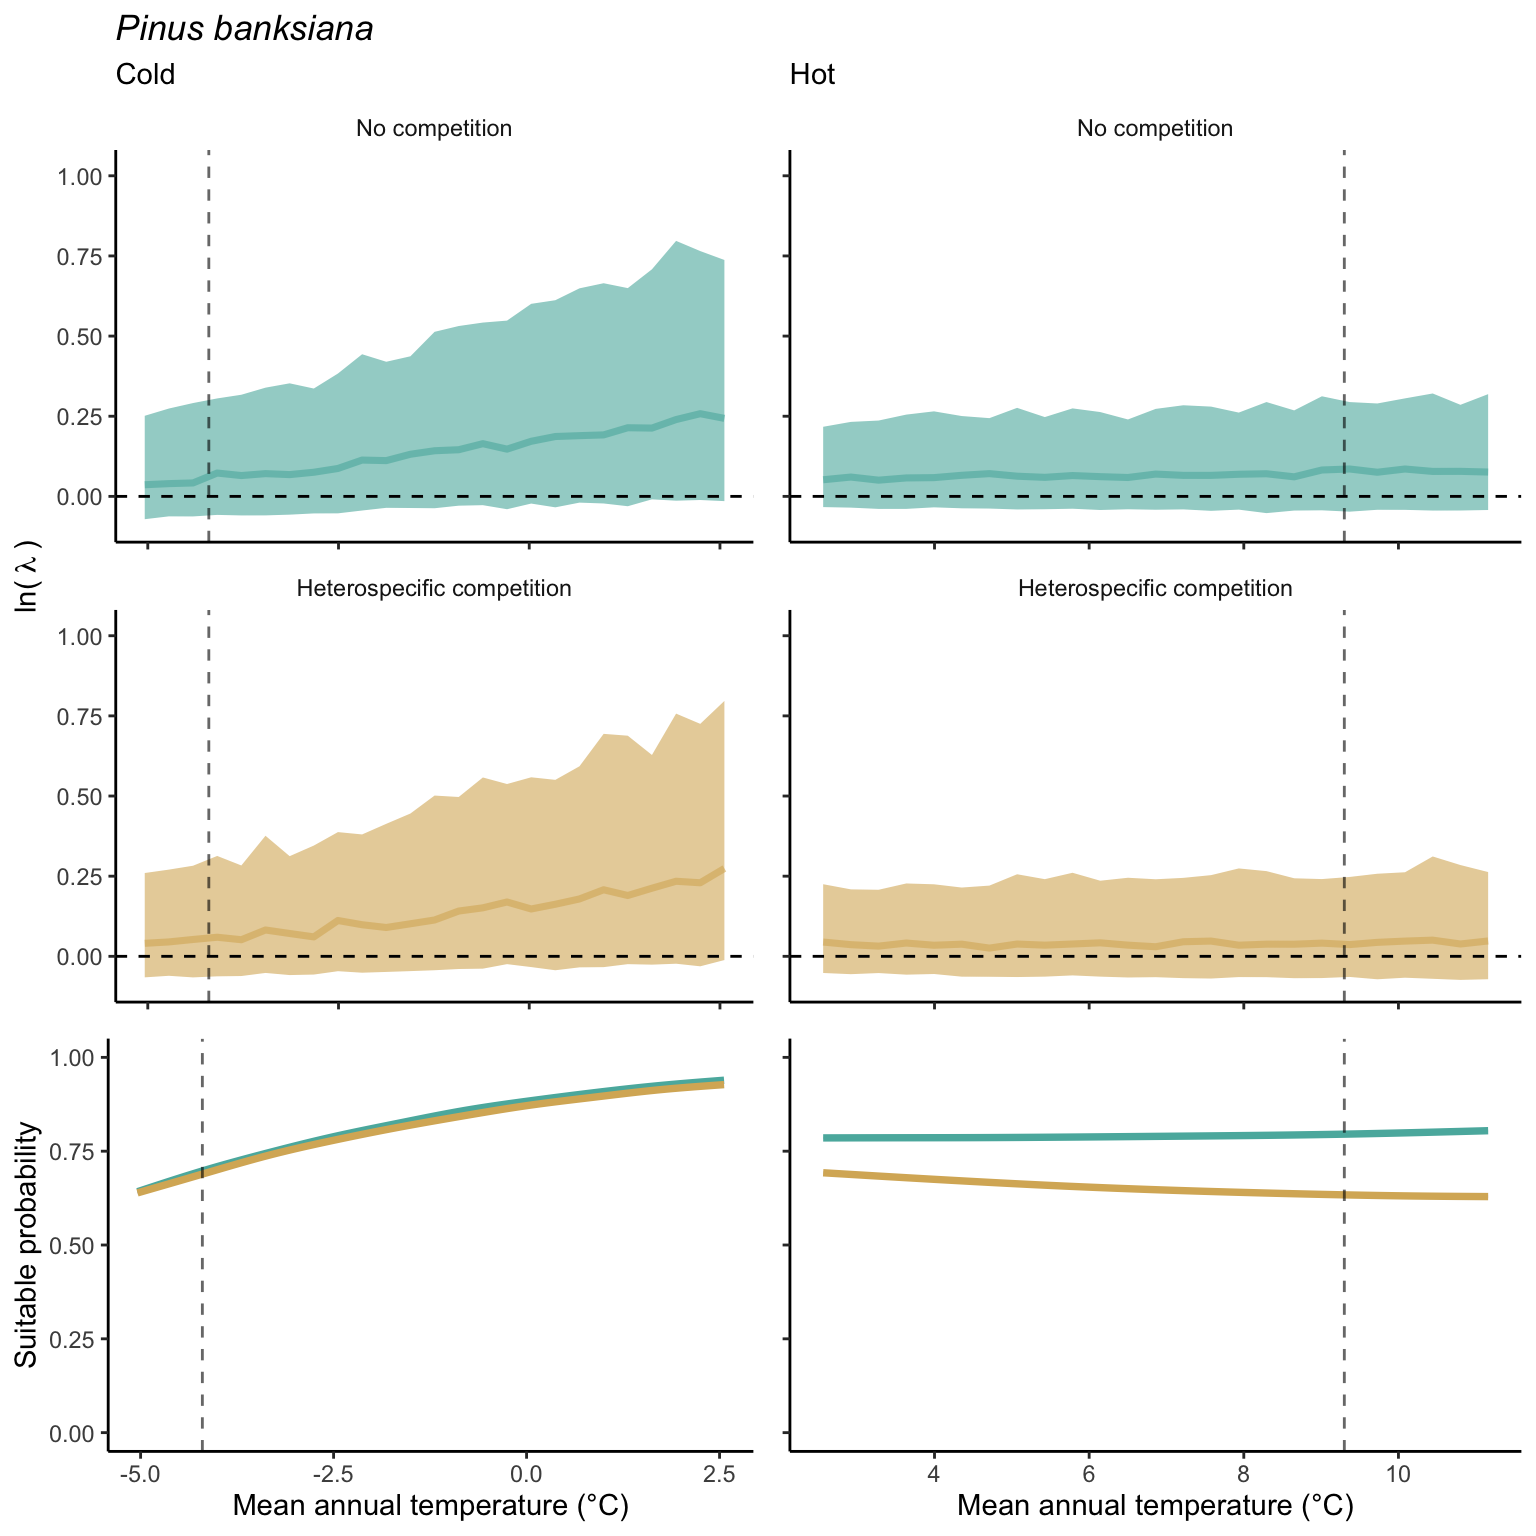 Pinus banksiana
Cold
Hot
No competition
No competition
1.00
0.75
0.50
0.25
0.00
ln( λ )
Heterospecific competition
Heterospecific competition
1.00
0.75
0.50
0.25
0.00
1.00
0.75
0.50
0.25
0.00
Suitable probability
-5.0 -2.5 0.0 2.5
4 6 8 10
Mean annual temperature (°C)
Mean annual temperature (°C)